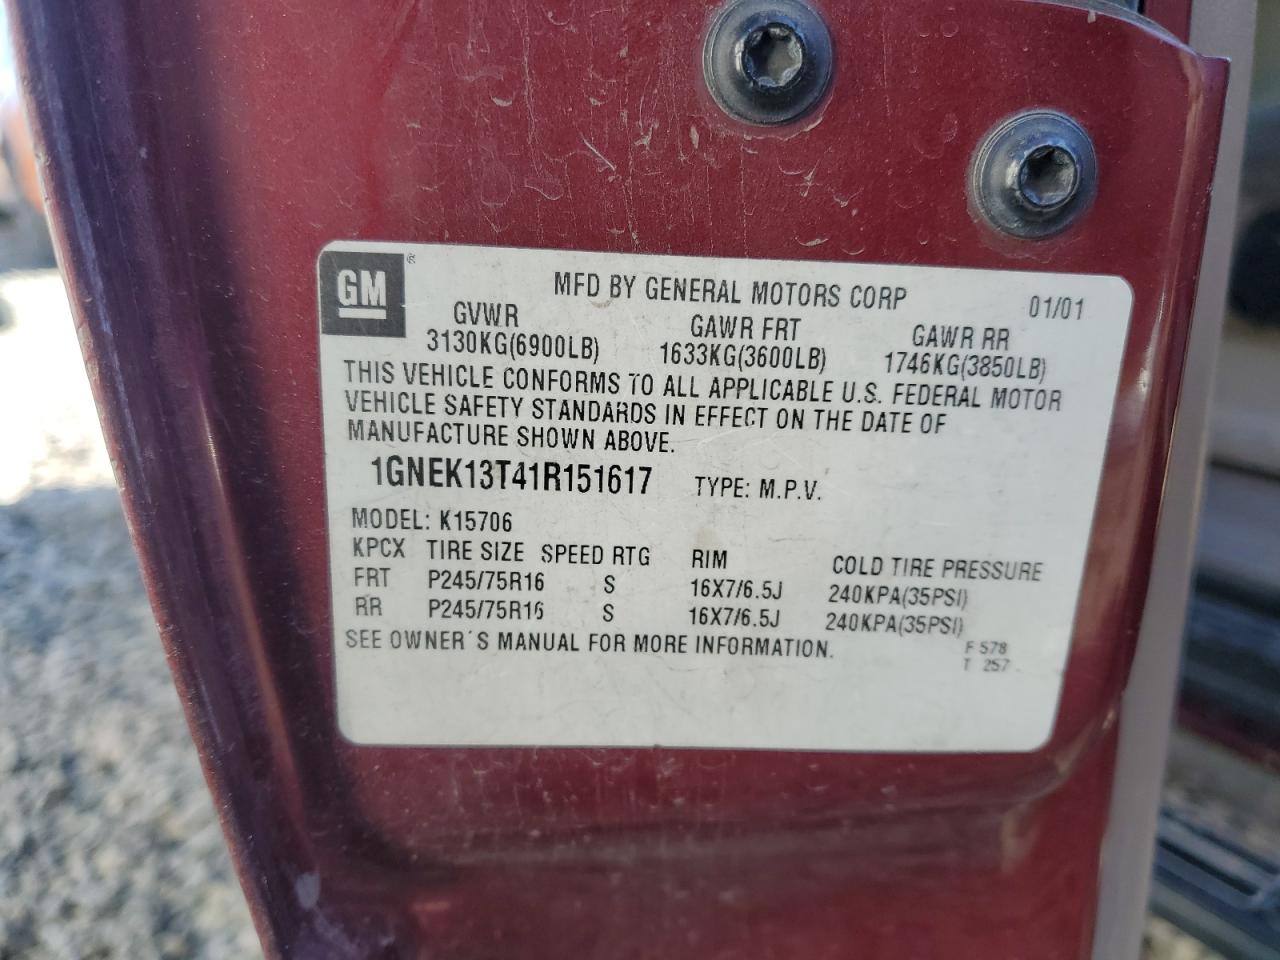 GM ®
MFD BY GENERAL MOTORS CORP 01/01
GVWR GAWR FRT GAWR RR
3130KG(6900LB) 1633KG(3600LB) 1746KG(3850LB)
THIS VEHICLE CONFORMS TO ALL APPLICABLE U.S. FEDERAL MOTOR
VEHICLE SAFETY STANDARDS IN EFFECT ON THE DATE OF
MANUFACTURE SHOWN ABOVE.
1GNEK13T41R151617 TYPE: M.P.V.
MODEL: K15706
KPCX TIRE SIZE SPEED RTG RIM COLD TIRE PRESSURE
FRT P245/75R16 S 16X7/6.5J 240KPA(35PSI)
RR P245/75R16 S 16X7/6.5J 240KPA(35PSI)
SEE OWNER'S MANUAL FOR MORE INFORMATION.
F 578
T 257